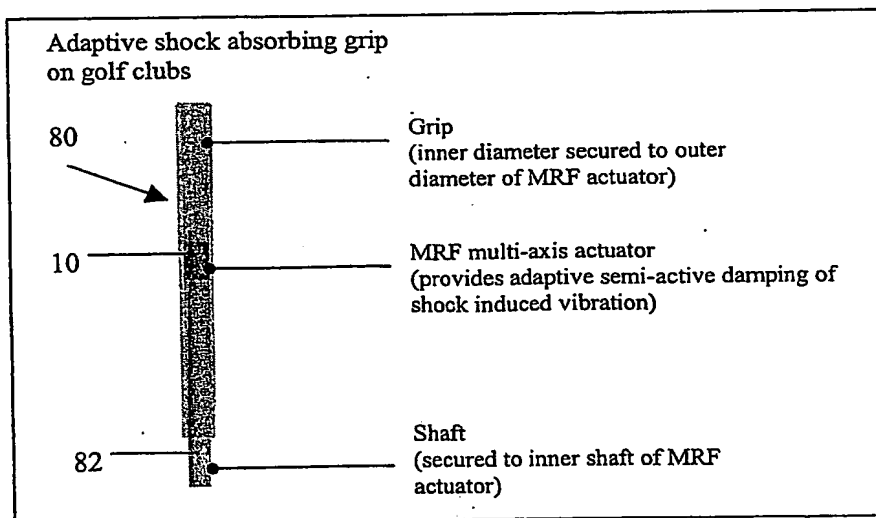 Adaptive shock absorbing grip
on golf clubs
80
Grip
(inner diameter secured to outer
diameter of MRF actuator)
10
MRF multi-axis actuator
(provides adaptive semi-active damping of
shock induced vibration)
82
Shaft
(secured to inner shaft of MRF
actuator)